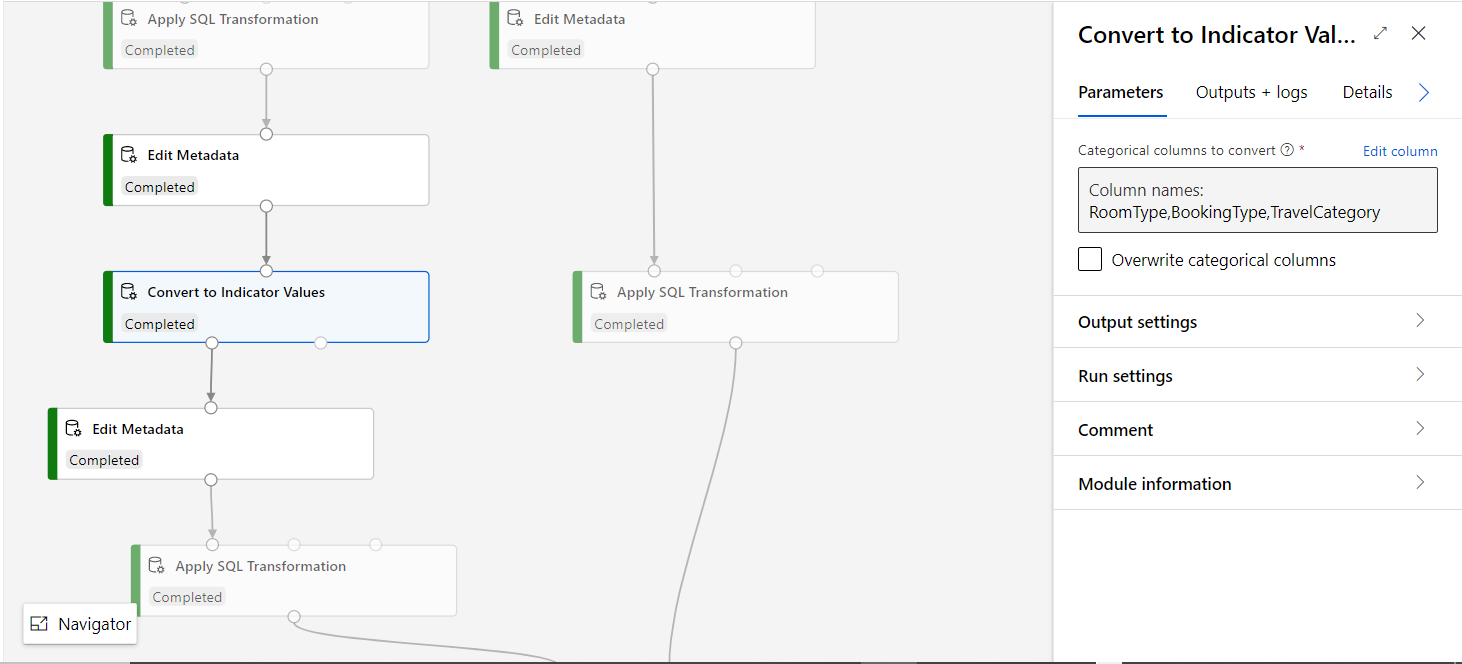 Apply SQL Transformation
Completed
Edit Metadata
Completed
Edit Metadata
Completed
Convert to Indicator Values
Completed
Apply SQL Transformation
Completed
Edit Metadata
Completed
Apply SQL Transformation
Completed
Navigator
Convert to Indicator Val...
Parameters
Outputs + logs
Details
Categorical columns to convert ? *
Edit column
Column names:
RoomType,BookingType,TravelCategory
Overwrite categorical columns
Output settings
Run settings
Comment
Module information